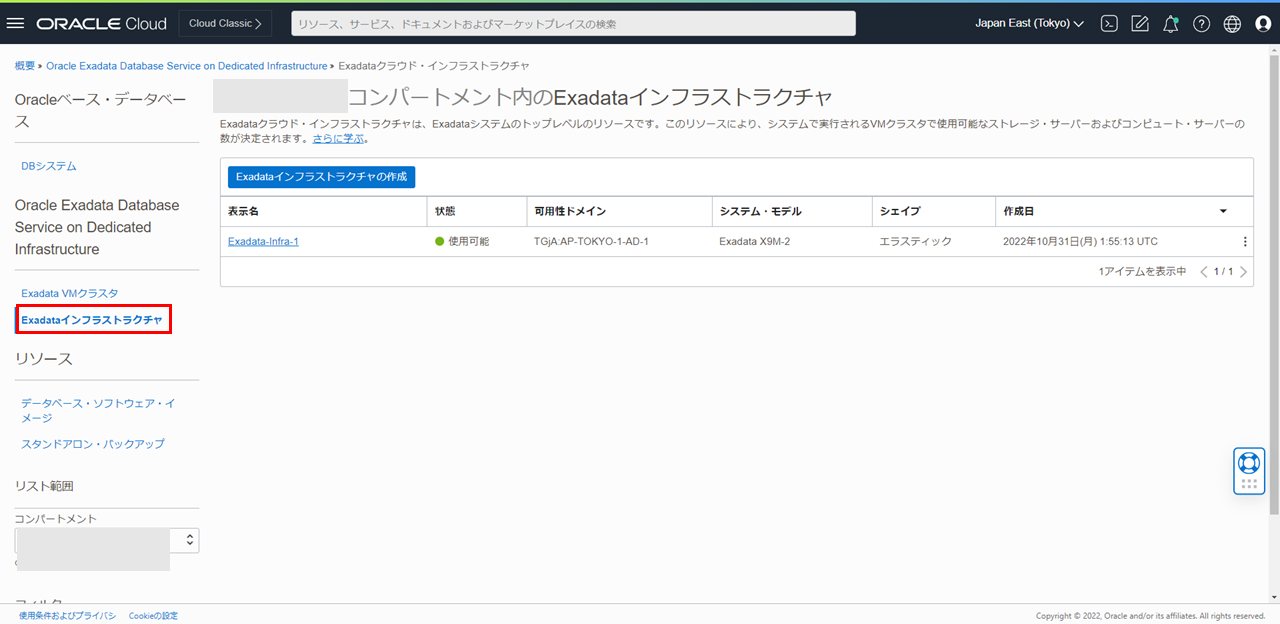 ORACLE Cloud
Cloud Classic
リソース、サービス、ドキュメントおよびマーケットプレイスの検索
Japan East (Tokyo)
概要 » Oracle Exadata Database Service on Dedicated Infrastructure » Exadataクラウド・インフラストラクチャ
Oracleベース・データベー
ス
DBシステム
Oracle Exadata Database
Service on Dedicated
Infrastructure
Exadata VMクラスタ
Exadataインフラストラクチャ
リソース
データベース・ソフトウェア・イ
メージ
スタンドアロン・バックアップ
リスト範囲
コンパートメント
フィルタ
コンパートメント内のExadataインフラストラクチャ
Exadataクラウド・インフラストラクチャは、Exadataシステムのトップレベルのリソースです。このリソースにより、システムで実行されるVMクラスタで使用可能なストレージ・サーバーおよびコンピュート・サーバーの
数が決定されます。さらに学ぶ。
Exadataインフラストラクチャの作成
表示名 状態 可用性ドメイン システム・モデル シェイプ 作成日
Exadata-Infra-1 使用可能 TGjA:AP-TOKYO-1-AD-1 Exadata X9M-2 エラスティック 2022年10月31日(月) 1:55:13 UTC
1アイテムを表示中 1 / 1
使用条件およびプライバシ Cookieの設定
Copyright © 2022, Oracle and/or its affiliates. All rights reserved.